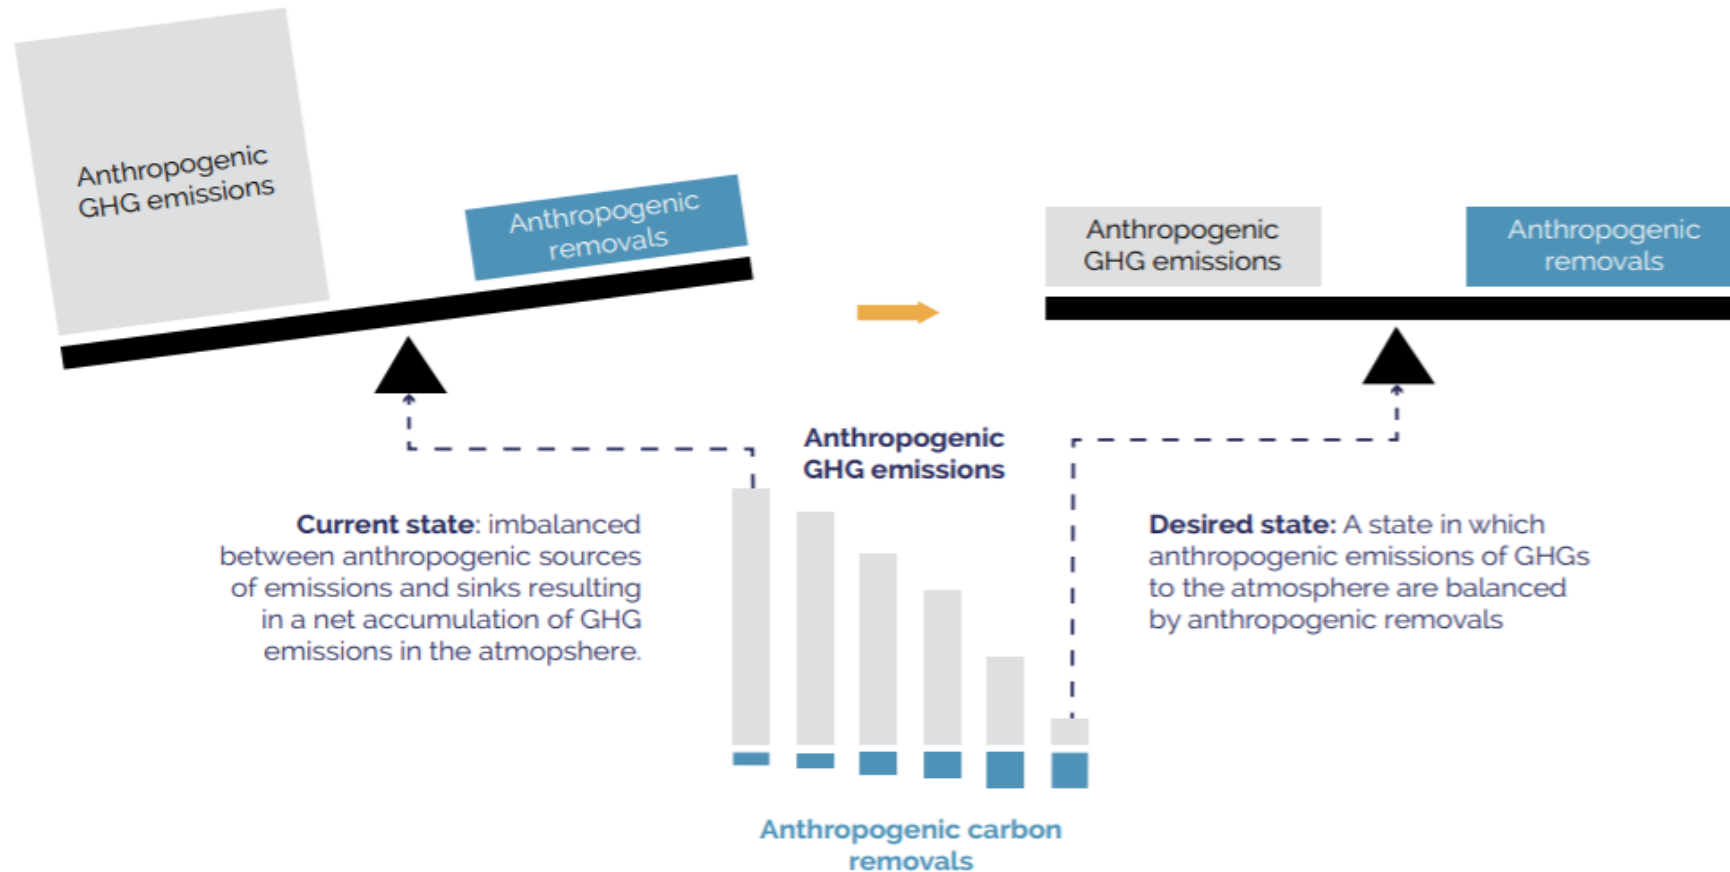 Anthropogenic
GHG emissions
Anthropogenic
removals
Anthropogenic
GHG emissions
Anthropogenic
removals
Anthropogenic
GHG emissions
Current state: imbalanced
between anthropogenic sources
of emissions and sinks resulting
in a net accumulation of GHG
emissions in the atmopshere.
Desired state: A state in which
anthropogenic emissions of GHGs
to the atmosphere are balanced
by anthropogenic removals
Anthropogenic carbon
removals